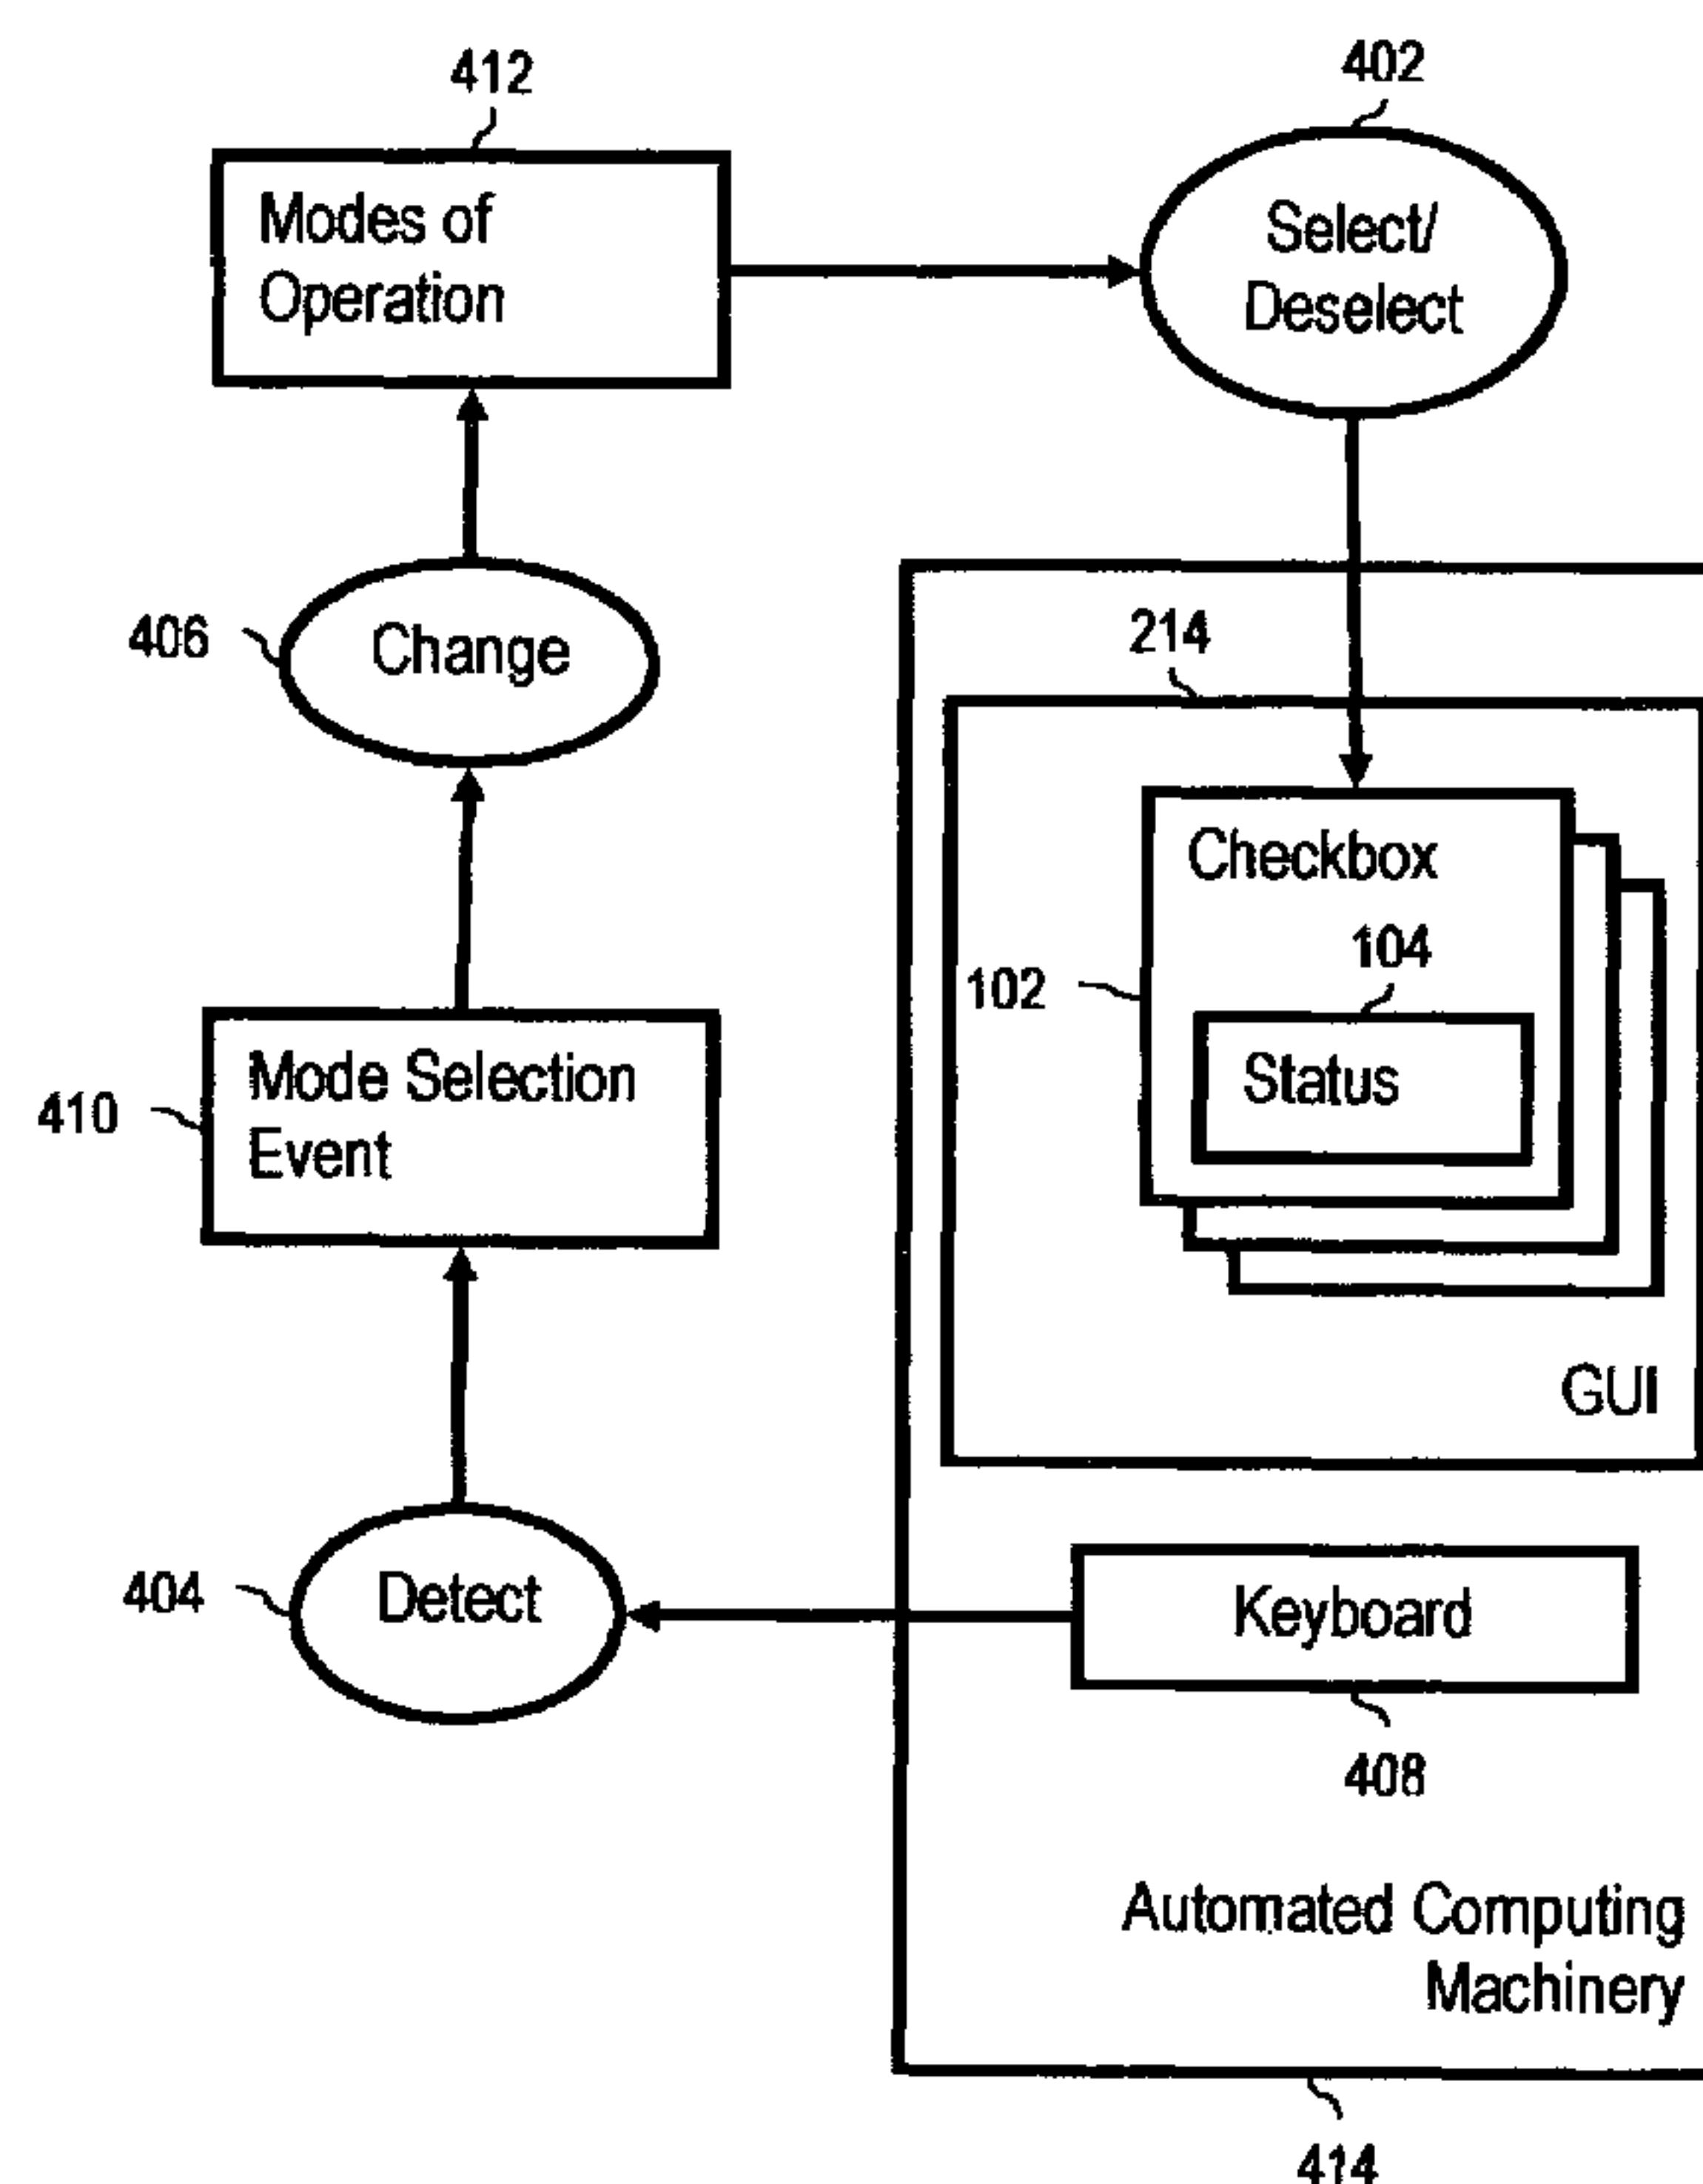 412
402
Modes of
Operation
Select/
Deselect
406
Change
214
Checkbox
104
102
Status
410
Mode Selection
Event
GUI
404
Detect
Keyboard
408
Automated Computing
Machinery
414